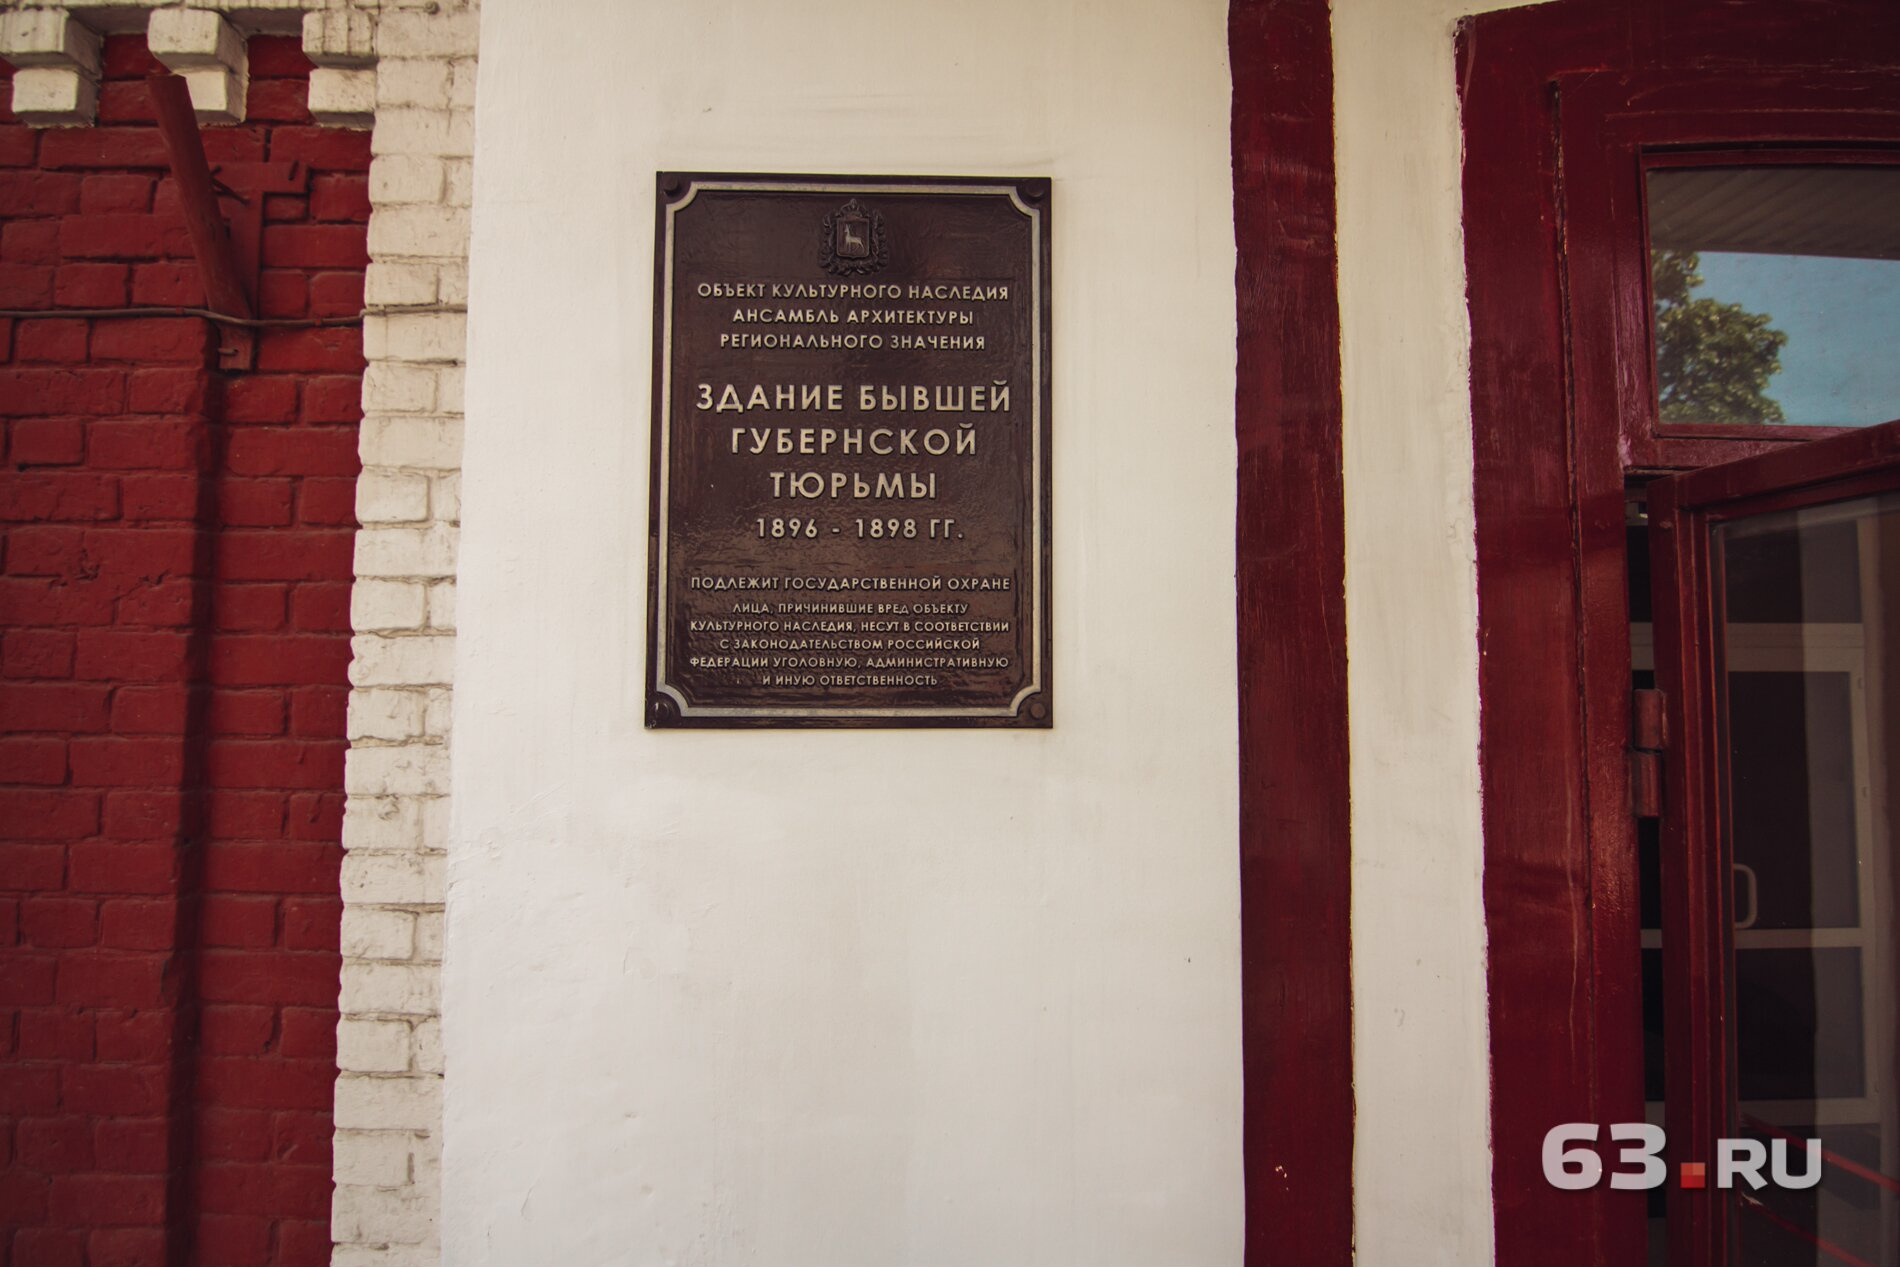 ОБЪЕКТ КУЛЬТУРНОГО НАСЛЕДИЯ
АНСАМБЛЬ АРХИТЕКТУРЫ
РЕГИОНАЛЬНОГО ЗНАЧЕНИЯ
ЗДАНИЕ БЫВШЕЙ
ГУБЕРНСКОЙ
ТЮРЬМЫ
1896 - 1898 ГГ.
ПОДЛЕЖИТ ГОСУДАРСТВЕННОЙ ОХРАНЕ
ЛИЦА, ПРИЧИНИВШИЕ ВРЕД ОБЪЕКТУ
КУЛЬТУРНОГО НАСЛЕДИЯ, НЕСУТ В СООТВЕТСТВИИ
С ЗАКОНОДАТЕЛЬСТВОМ РОССИЙСКОЙ
ФЕДЕРАЦИИ УГОЛОВНУЮ, АДМИНИСТРАТИВНУЮ
И ИНУЮ ОТВЕТСТВЕННОСТЬ
63.RU